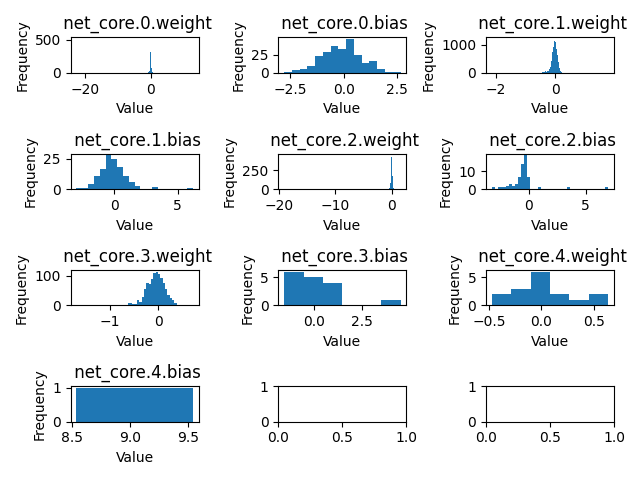 net_core.0.weight
Frequency
500
0
−20
0
Value
net_core.0.bias
Frequency
25
0
−2.5
0.0
2.5
Value
net_core.1.weight
Frequency
1000
0
−2
0
Value
net_core.1.bias
Frequency
25
0
0
5
Value
net_core.2.weight
Frequency
250
0
−20
−10
0
Value
net_core.2.bias
Frequency
10
0
0
5
Value
net_core.3.weight
Frequency
100
0
−1
0
Value
net_core.3.bias
Frequency
5
0
0.0
2.5
Value
net_core.4.weight
Frequency
5
0
−0.5
0.0
0.5
Value
net_core.4.bias
Frequency
1
0
8.5
9.0
9.5
Value
1
0
0.0
0.5
1.0
1
0
0.0
0.5
1.0